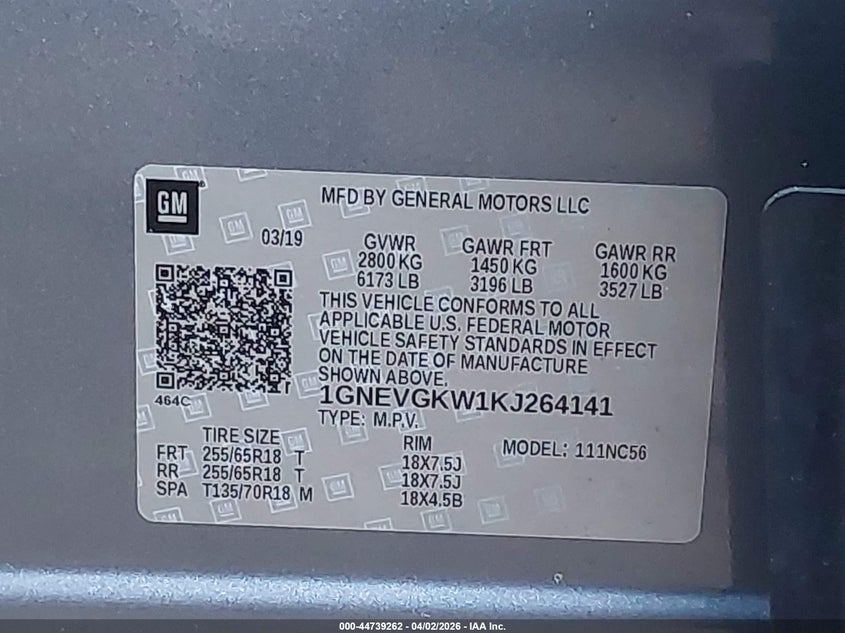 GM
MFD BY GENERAL MOTORS LLC
03/19
GVWR GAWR FRT GAWR RR
2800 KG 1450 KG 1600 KG
6173 LB 3196 LB 3527 LB
THIS VEHICLE CONFORMS TO ALL
APPLICABLE U.S. FEDERAL MOTOR
VEHICLE SAFETY STANDARDS IN EFFECT
ON THE DATE OF MANUFACTURE
SHOWN ABOVE.
464C
1GNEVGKW1KJ264141
TYPE: M.P.V.
TIRE SIZE RIM MODEL: 111NC56
FRT 255/65R18 T 18X7.5J
RR 255/65R18 T 18X7.5J
SPA T135/70R18 M 18X4.5B
000-44739262 - 04/02/2026 - IAA Inc.